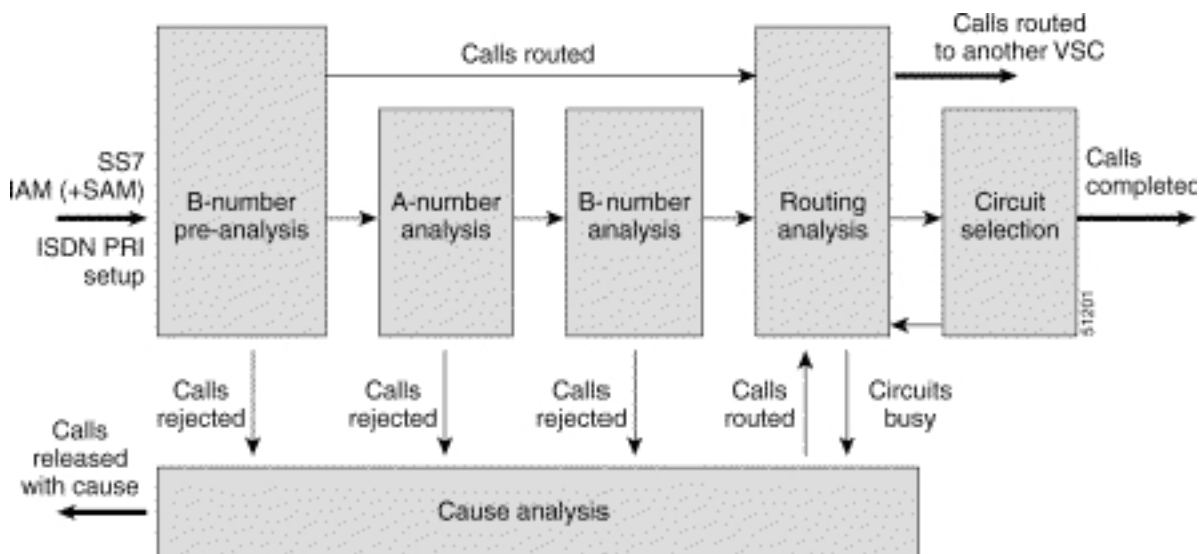 Calls routed
to another VSC
Calls routed
SS7
IAM (+SAM)
ISDN PRI
setup
B-number
pre-analysis
A-number
analysis
B-number
analysis
Routing
analysis
Circuit
selection
Calls
completed
51201
Calls
rejected
Calls
rejected
Calls
rejected
Calls
routed
Circuits
busy
Calls
released
with cause
Cause analysis